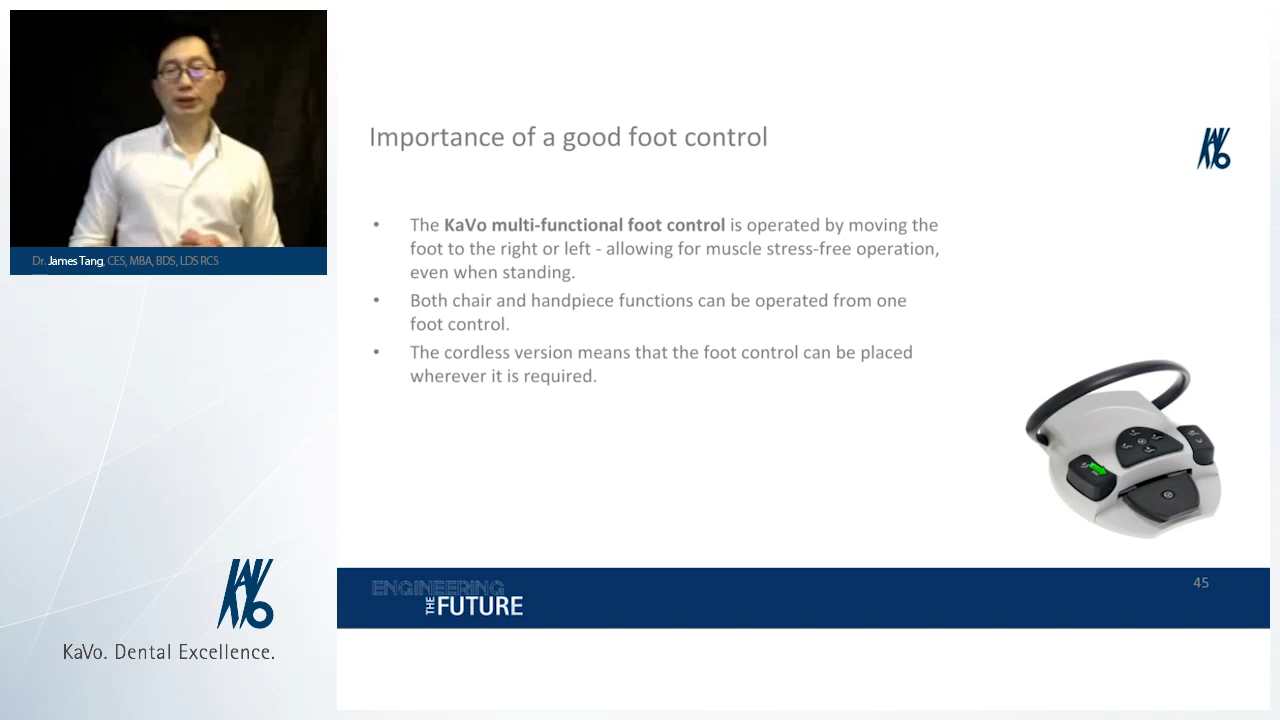 Dr. James Tang, CES, MBA, BDS, LDS RCS
Importance of a good foot control
KAVO
• The KaVo multi-functional foot control is operated by moving the
foot to the right or left - allowing for muscle stress-free operation,
even when standing.
• Both chair and handpiece functions can be operated from one
foot control.
• The cordless version means that the foot control can be placed
wherever it is required.
ENGINEERING
THE FUTURE
45
KAVO
KaVo. Dental Excellence.